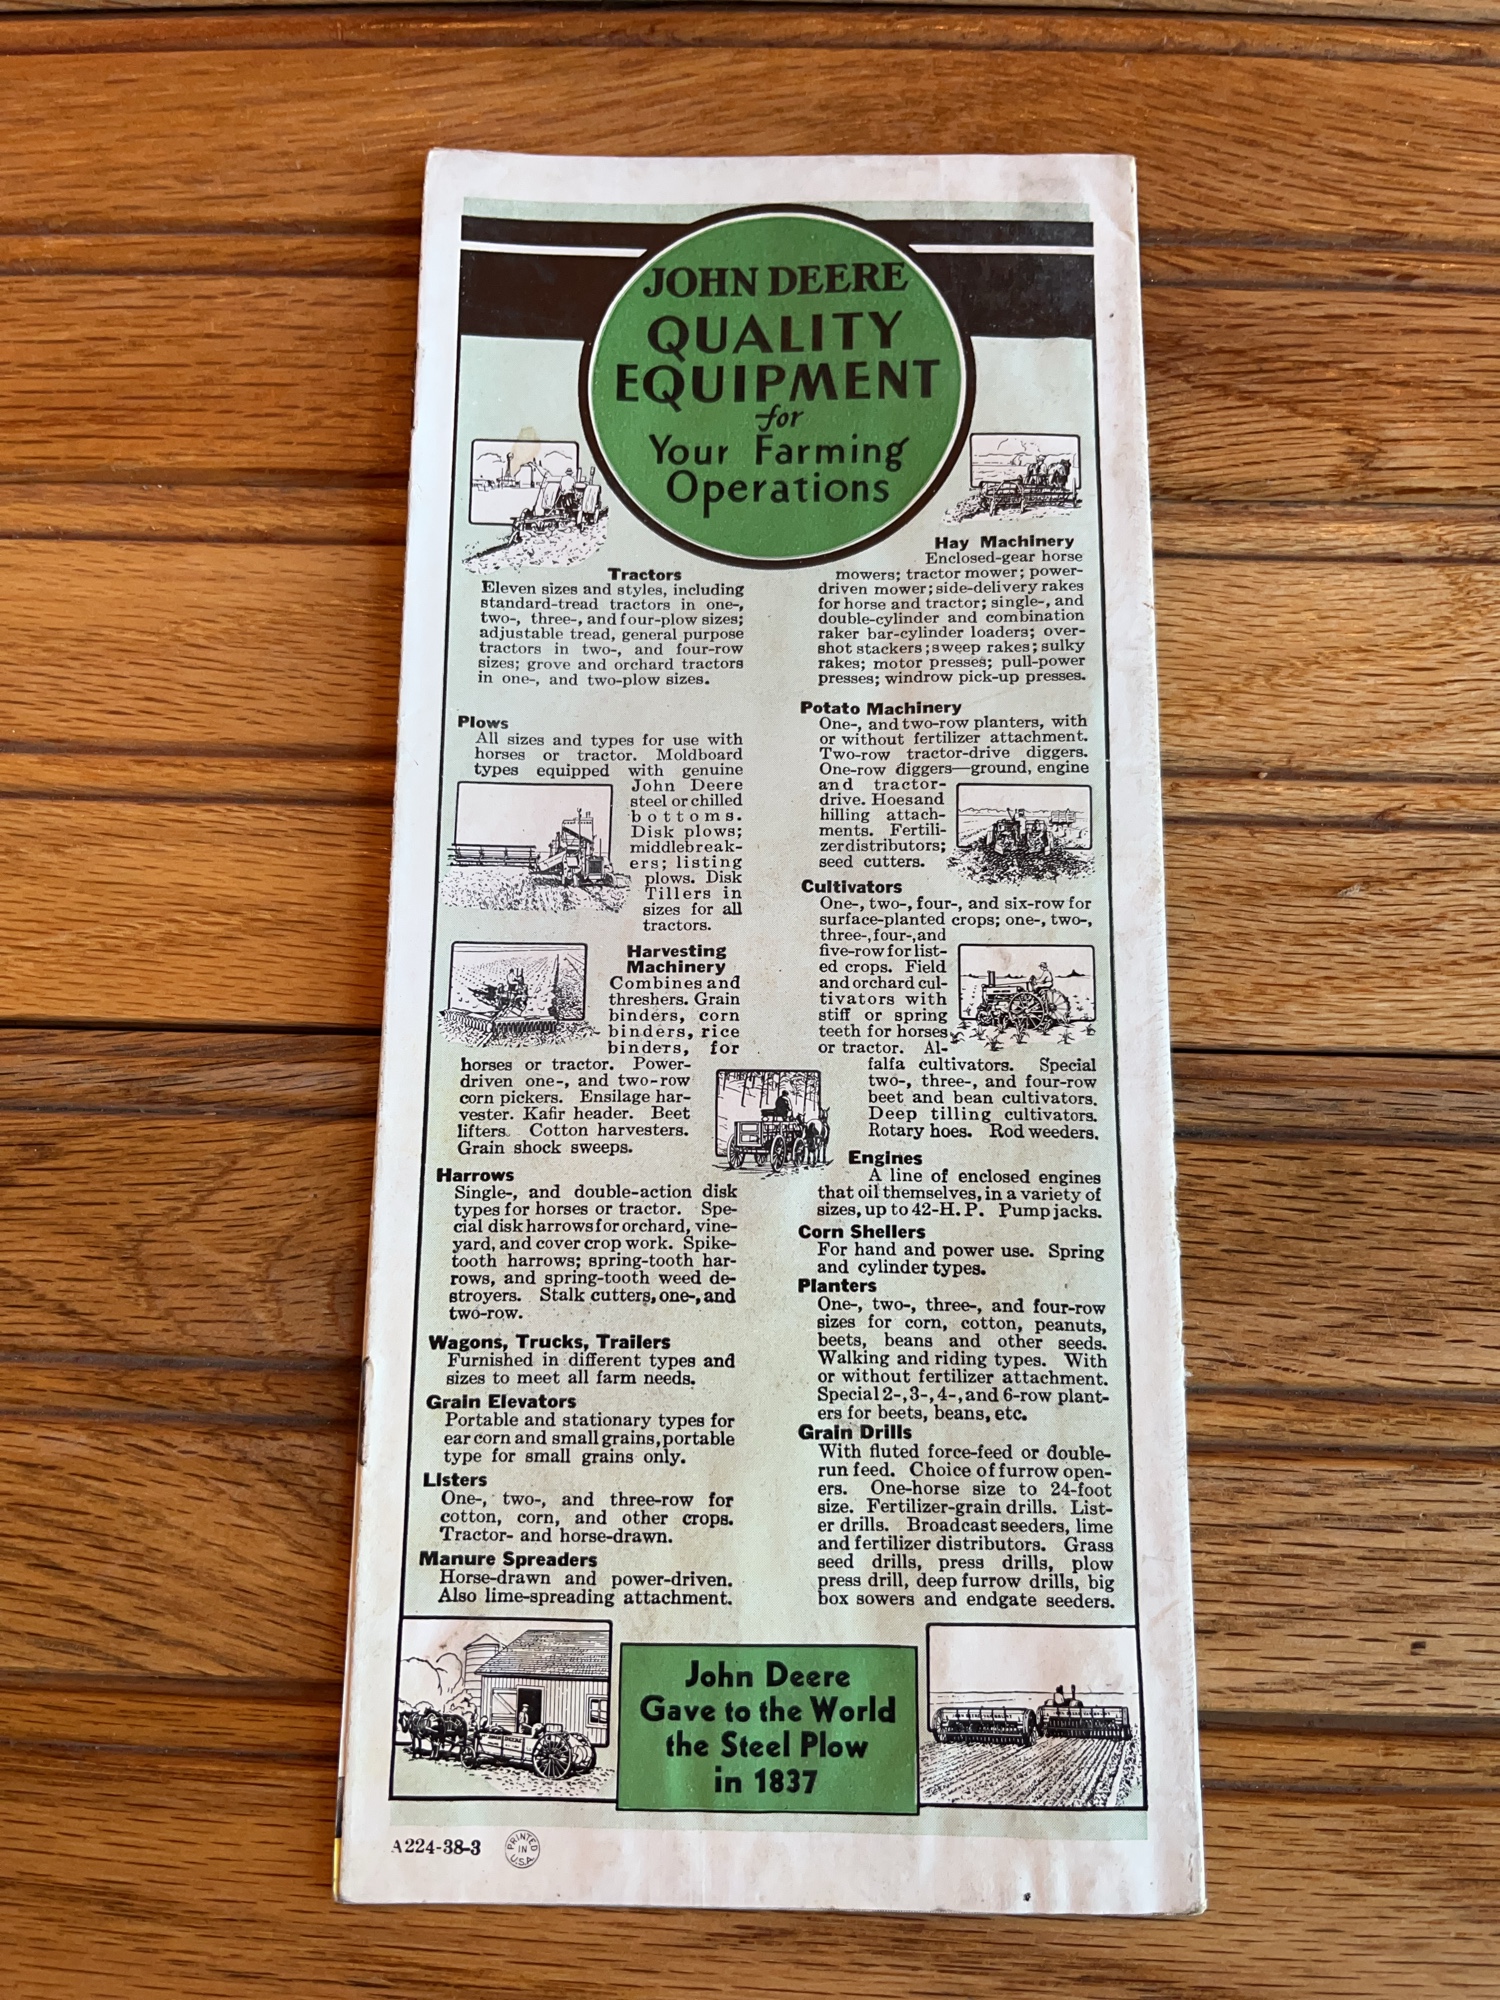 JOHN DEERE
QUALITY
EQUIPMENT
for
Your Farming
Operations
Tractors
Eleven sizes and styles, including
standard-tread tractors in one-,
two-, three-, and four-plow sizes;
adjustable tread, general purpose
tractors in two-, and four-row
sizes; grove and orchard tractors
in one-, and two-plow sizes.
Plows
All sizes and types for use with
horses or tractor. Moldboard
types equipped with genuine
John Deere
steel or chilled
bottoms.
Disk plows;
middlebreak-
ers; listing
plows. Disk
Tillers in
sizes for all
tractors.
Harvesting
Machinery
Combines and
threshers. Grain
binders, corn
binders, rice
binders, for
horses or tractor. Power-
driven one-, and two-row
corn pickers. Ensilage har-
vester. Kafir header. Beet
lifters. Cotton harvesters.
Grain shock sweeps.
Harrows
Single-, and double-action disk
types for horses or tractor. Spe-
cial disk harrows for orchard, vine-
yard, and cover crop work. Spike-
tooth harrows; spring-tooth har-
rows, and spring-tooth weed de-
stroyers. Stalk cutters, one-, and
two-row.
Wagons, Trucks, Trailers
Furnished in different types and
sizes to meet all farm needs.
Grain Elevators
Portable and stationary types for
ear corn and small grains, portable
type for small grains only.
Listers
One-, two-, and three-row for
cotton, corn, and other crops.
Tractor- and horse-drawn.
Manure Spreaders
Horse-drawn and power-driven.
Also lime-spreading attachment.
Hay Machinery
Enclosed-gear horse
mowers; tractor mower; power-
driven mower; side-delivery rakes
for horse and tractor; single-, and
double-cylinder and combination
raker bar-cylinder loaders; over-
shot stackers; sweep rakes; sulky
rakes; motor presses; pull-power
presses; windrow pick-up presses.
Potato Machinery
One-, and two-row planters, with
or without fertilizer attachment.
Two-row tractor-drive diggers.
One-row diggers—ground, engine
and tractor-
drive. Hoes and
hilling attach-
ments. Fertili-
zer distributors;
seed cutters.
Cultivators
One-, two-, four-, and six-row for
surface-planted crops; one-, two-,
three-, four-, and
five-row for list-
ed crops. Field
and orchard cul-
tivators with
stiff or spring
teeth for horses
or tractor. Al-
falfa cultivators. Special
two-, three-, and four-row
beet and bean cultivators.
Deep tilling cultivators.
Rotary hoes. Rod weeders.
Engines
A line of enclosed engines
that oil themselves, in a variety of
sizes, up to 42-H. P. Pump jacks.
Corn Shellers
For hand and power use. Spring
and cylinder types.
Planters
One-, two-, three-, and four-row
sizes for corn, cotton, peanuts,
beets, beans and other seeds.
Walking and riding types. With
or without fertilizer attachment.
Special 2-, 3-, 4-, and 6-row plant-
ers for beets, beans, etc.
Grain Drills
With fluted force-feed or double-
run feed. Choice of furrow open-
ers. One-horse size to 24-foot
size. Fertilizer-grain drills. List-
er drills. Broadcast seeders, lime
and fertilizer distributors. Grass
seed drills, press drills, plow
press drill, deep furrow drills, big
box sowers and endgate seeders.
JOHN DEERE
John Deere
Gave to the World
the Steel Plow
in 1837
A224-38-3
PRINTED
IN
U.S.A.